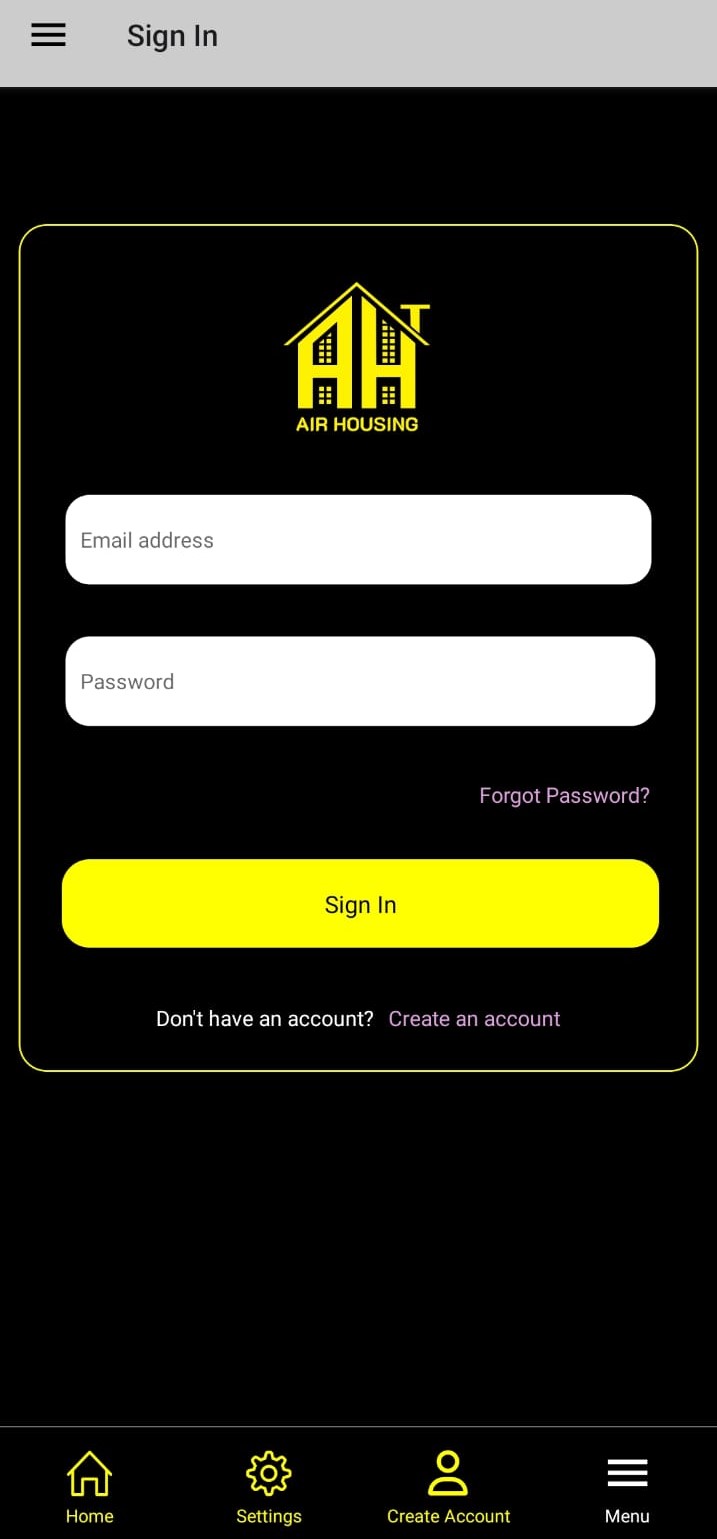 Sign In
AIR HOUSING
Email address
Password
Forgot Password?
Sign In
Don't have an account? Create an account
Home Settings Create Account Menu